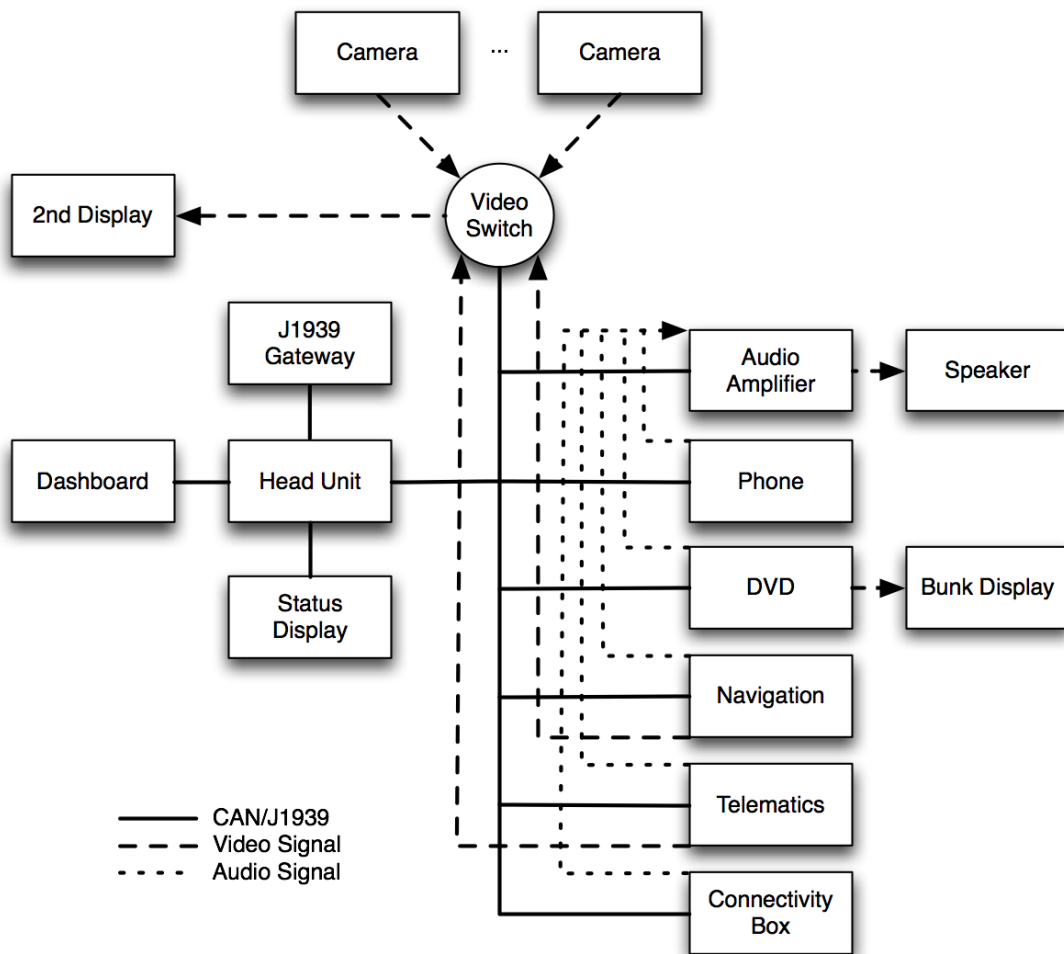 Camera
...
Camera
Video
Switch
2nd Display
J1939
Gateway
Audio
Amplifier
Speaker
Dashboard
Head Unit
Phone
Status
Display
DVD
Bunk Display
Navigation
Telematics
CAN/J1939
Video Signal
Audio Signal
Connectivity
Box